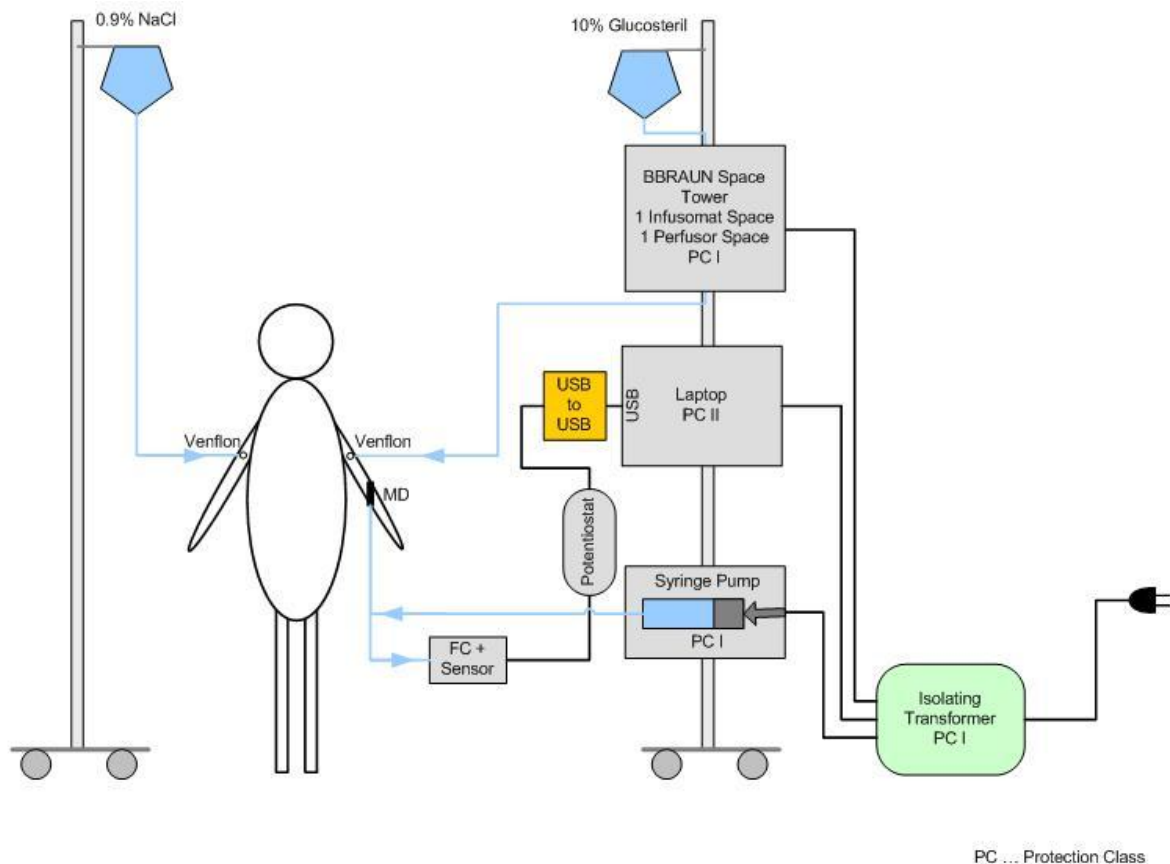 0.9% NaCl
10% Glucosteril
BBRAUN Space
Tower
1 Infusomat Space
1 Perfusor Space
PC I
USB
to
USB
USB
Laptop
PC II
Venflon
Venflon
MD
Potentiostat
Syringe Pump
PC I
FC +
Sensor
Isolating
Transformer
PC I
PC ... Protection Class